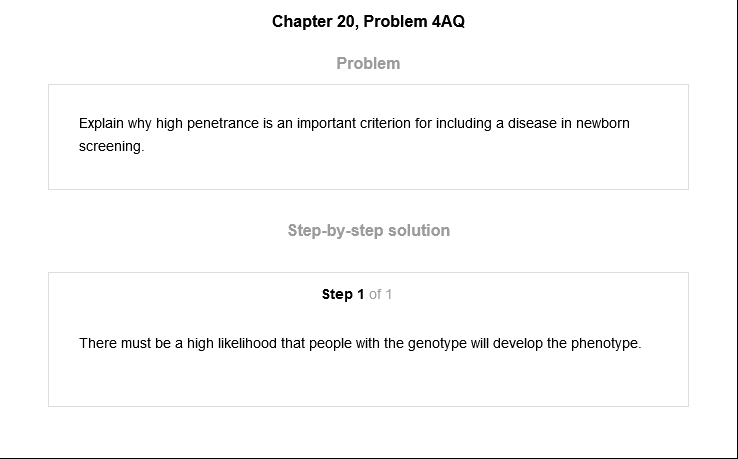 Chapter 20, Problem 4AQ
Problem
Explain why high penetrance is an important criterion for including a disease in newborn
screening.
Step-by-step solution
Step 1 of 1
There must be a high likelihood that people with the genotype will develop the phenotype.